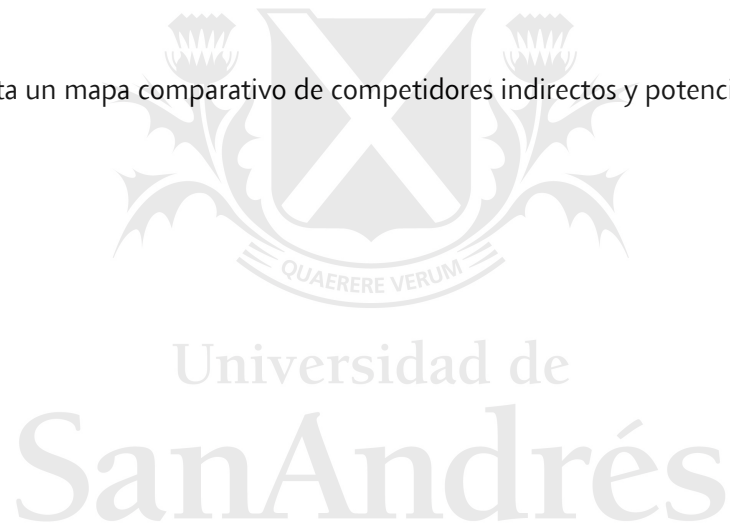 ta un mapa comparativo de competidores indirectos y potenci
QUAERERE VERUM
Universidad de
SanAndrés